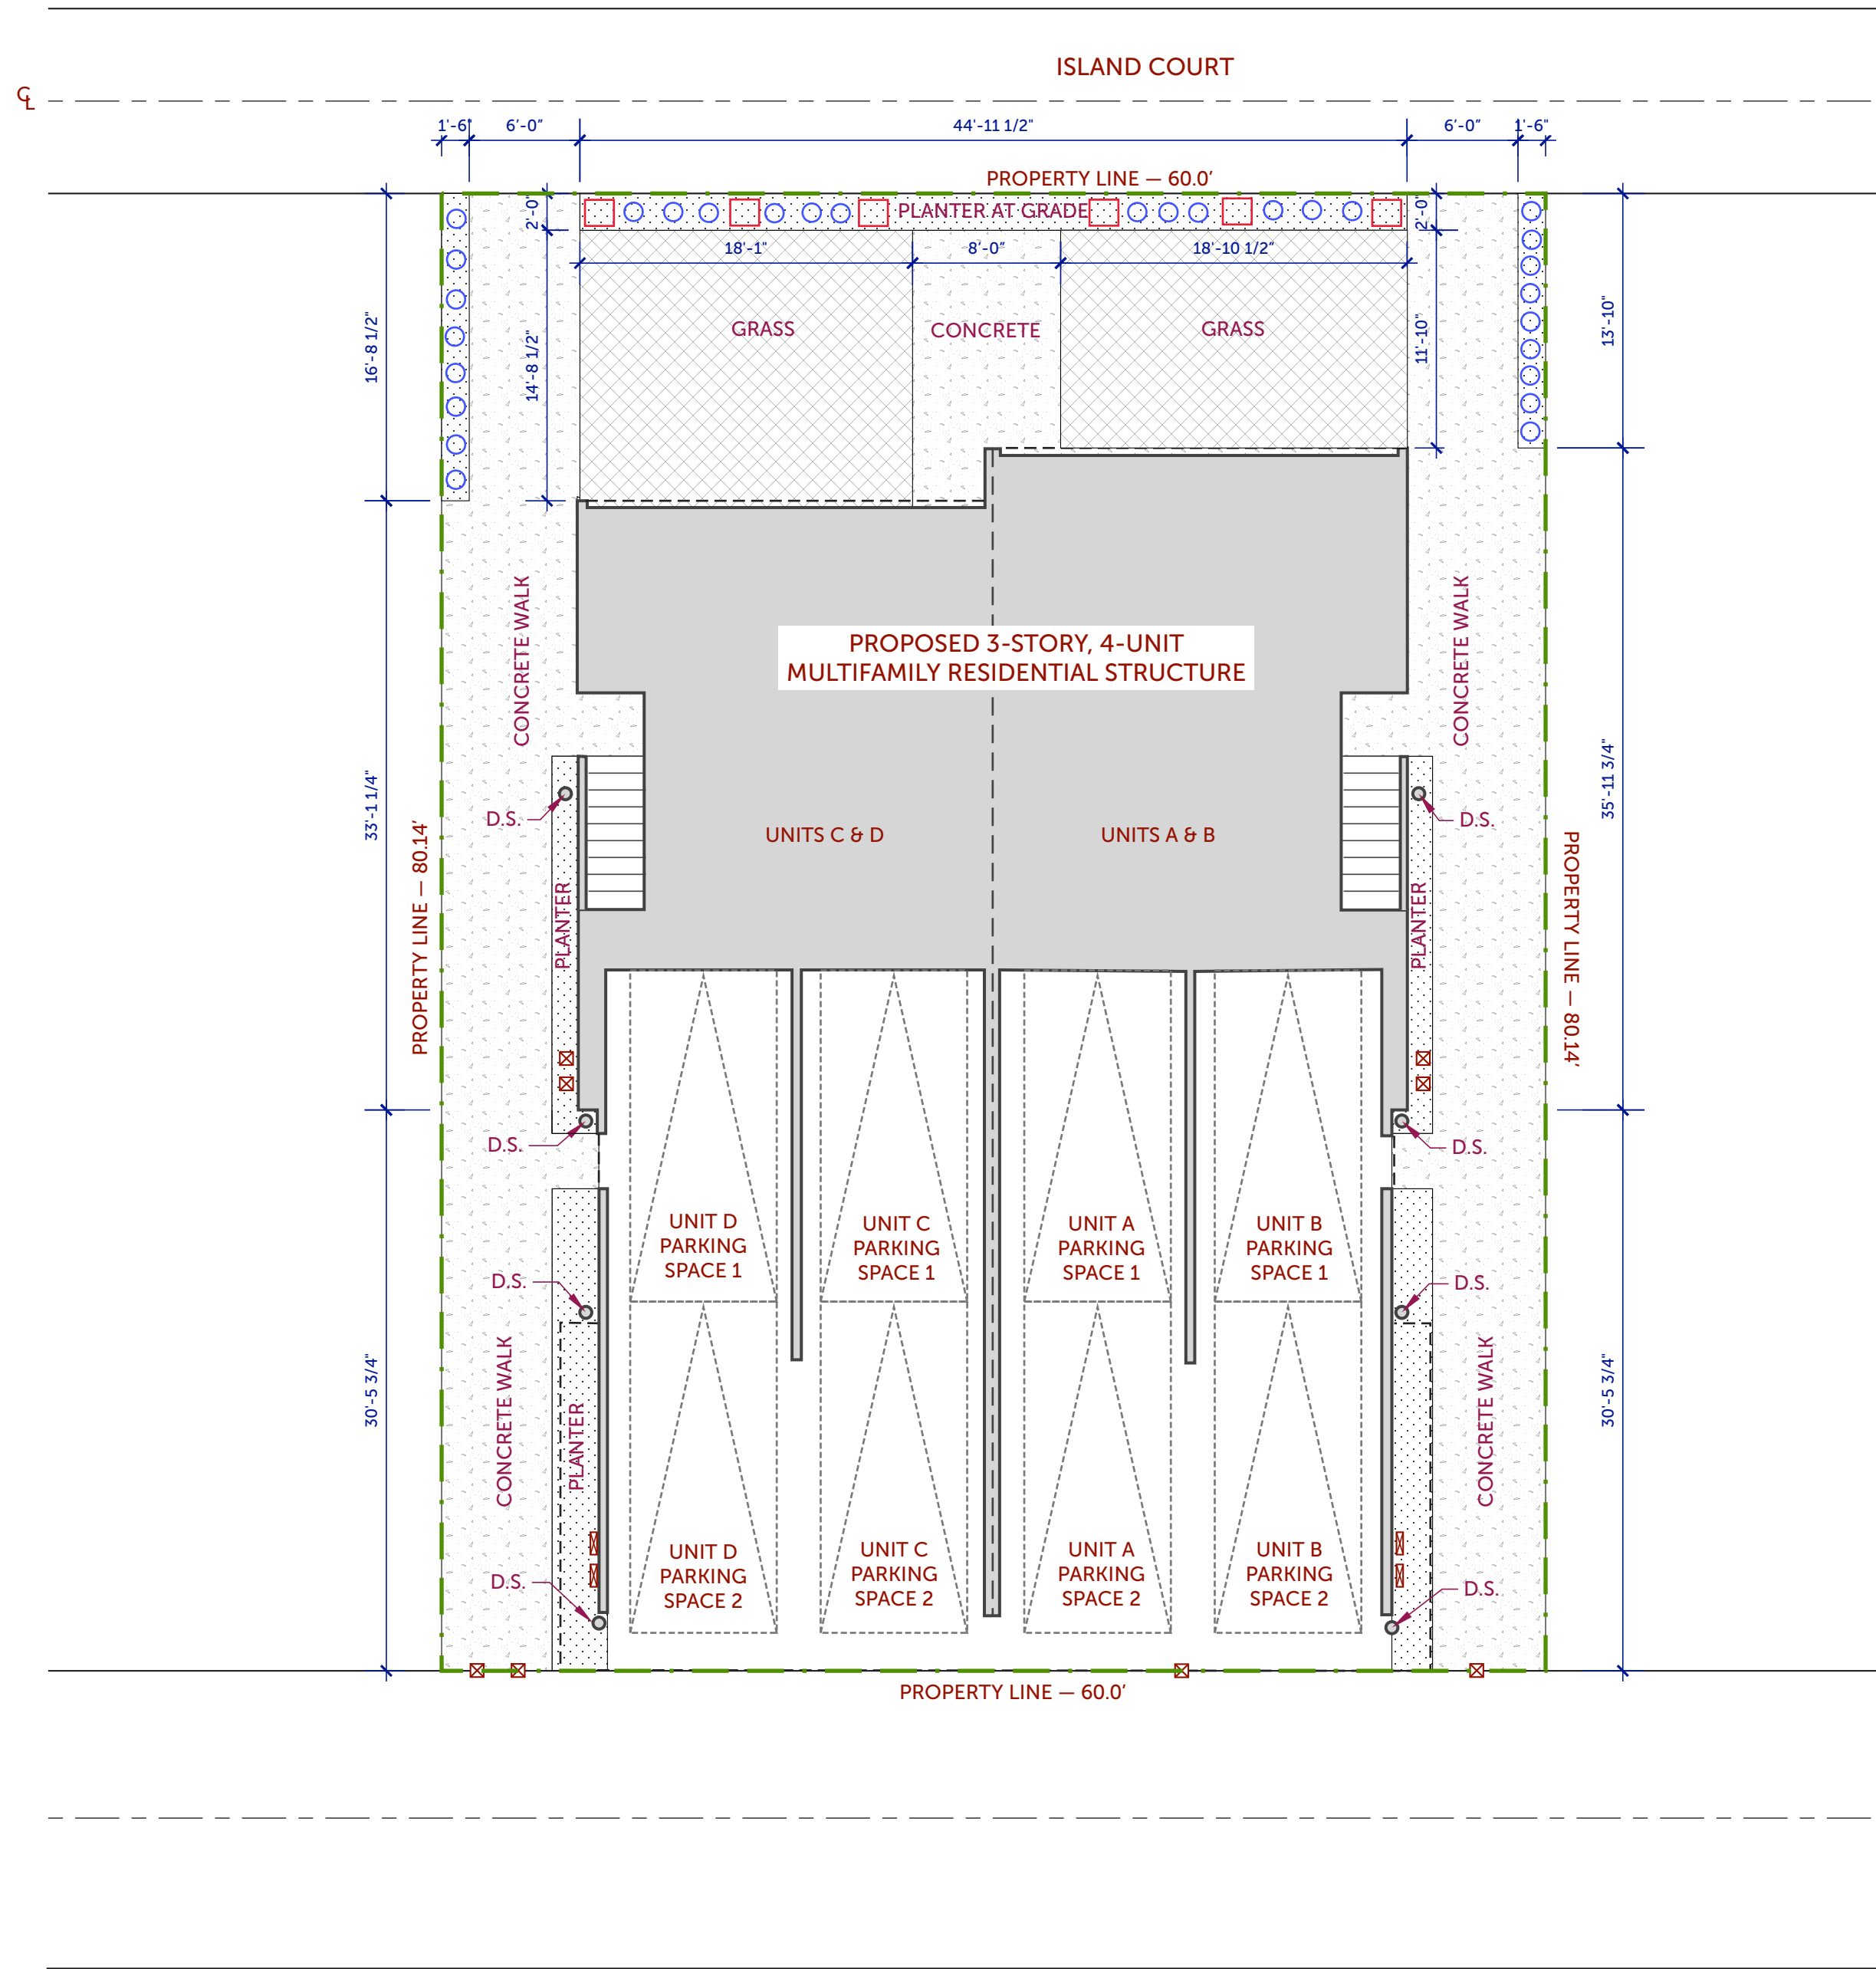 ISLAND COURT
℄
1'-6"
6'-0"
44'-11 1/2"
6'-0"
1'-6"
PROPERTY LINE — 60.0'
2'-0"
PLANTER AT GRADE
2'-0"
18'-1"
8'-0"
18'-10 1/2"
GRASS
CONCRETE
GRASS
16'-8 1/2"
14'-8 1/2"
11'-10"
13'-10"
CONCRETE WALK
CONCRETE WALK
PROPOSED 3-STORY, 4-UNIT
MULTIFAMILY RESIDENTIAL STRUCTURE
33'-1 1/4"
35'-11 3/4"
D.S.
D.S.
UNITS C & D
UNITS A & B
PROPERTY LINE — 80.14'
PLANTER
PLANTER
PROPERTY LINE — 80.14'
D.S.
D.S.
UNIT D
PARKING
SPACE 1
UNIT C
PARKING
SPACE 1
UNIT A
PARKING
SPACE 1
UNIT B
PARKING
SPACE 1
D.S.
D.S.
30'-5 3/4"
CONCRETE WALK
PLANTER
CONCRETE WALK
30'-5 3/4"
UNIT D
PARKING
SPACE 2
UNIT C
PARKING
SPACE 2
UNIT A
PARKING
SPACE 2
UNIT B
PARKING
SPACE 2
D.S.
D.S.
PROPERTY LINE — 60.0'